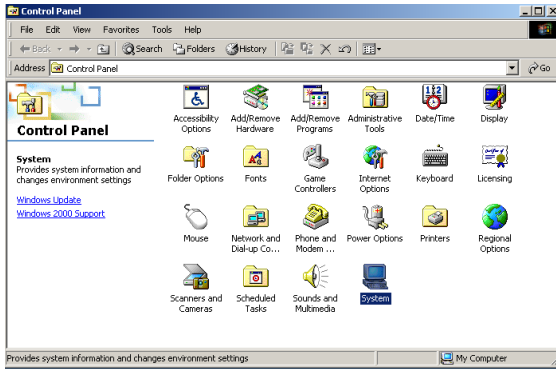 Control Panel
File Edit View Favorites Tools Help
Back Search Folders History
Address Control Panel Go
Control Panel
System
Provides system information and
changes environment settings
Windows Update
Windows 2000 Support
Accessibility Options
Add/Remove Hardware
Add/Remove Programs
Administrative Tools
Date/Time
Display
Folder Options
Fonts
Game Controllers
Internet Options
Keyboard
Licensing
Mouse
Network and Dial-up Co...
Phone and Modem ...
Power Options
Printers
Regional Options
Scanners and Cameras
Scheduled Tasks
Sounds and Multimedia
System
Provides system information and changes environment settings
My Computer